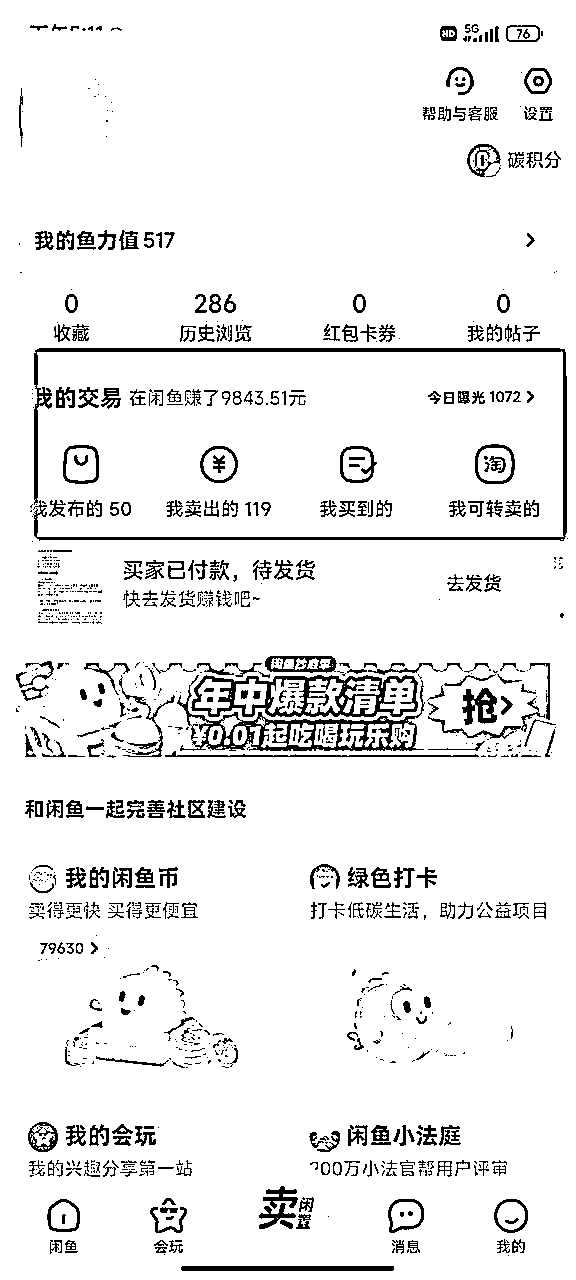 HD 5G 76
帮助与客服 设置
碳积分
我的鱼力值 517
0 286 0 0
收藏 历史浏览 红包卡券 我的帖子
我的交易 在闲鱼赚了9843.51元 今日曝光 1072
淘
我发布的 50 我卖出的 119 我买到的 我可转卖的
买家已付款，待发货
快去发货赚钱吧~
去发货
年中爆款清单
¥0.01起吃喝玩乐购
抢
和闲鱼一起完善社区建设
我的闲鱼币 绿色打卡
卖得更快 买得更便宜 打卡低碳生活，助力公益项目
79630
我的会玩 闲鱼小法庭
我的兴趣分享第一站 00万小法官帮用户评审
卖闲置
闲鱼 会玩 消息 我的